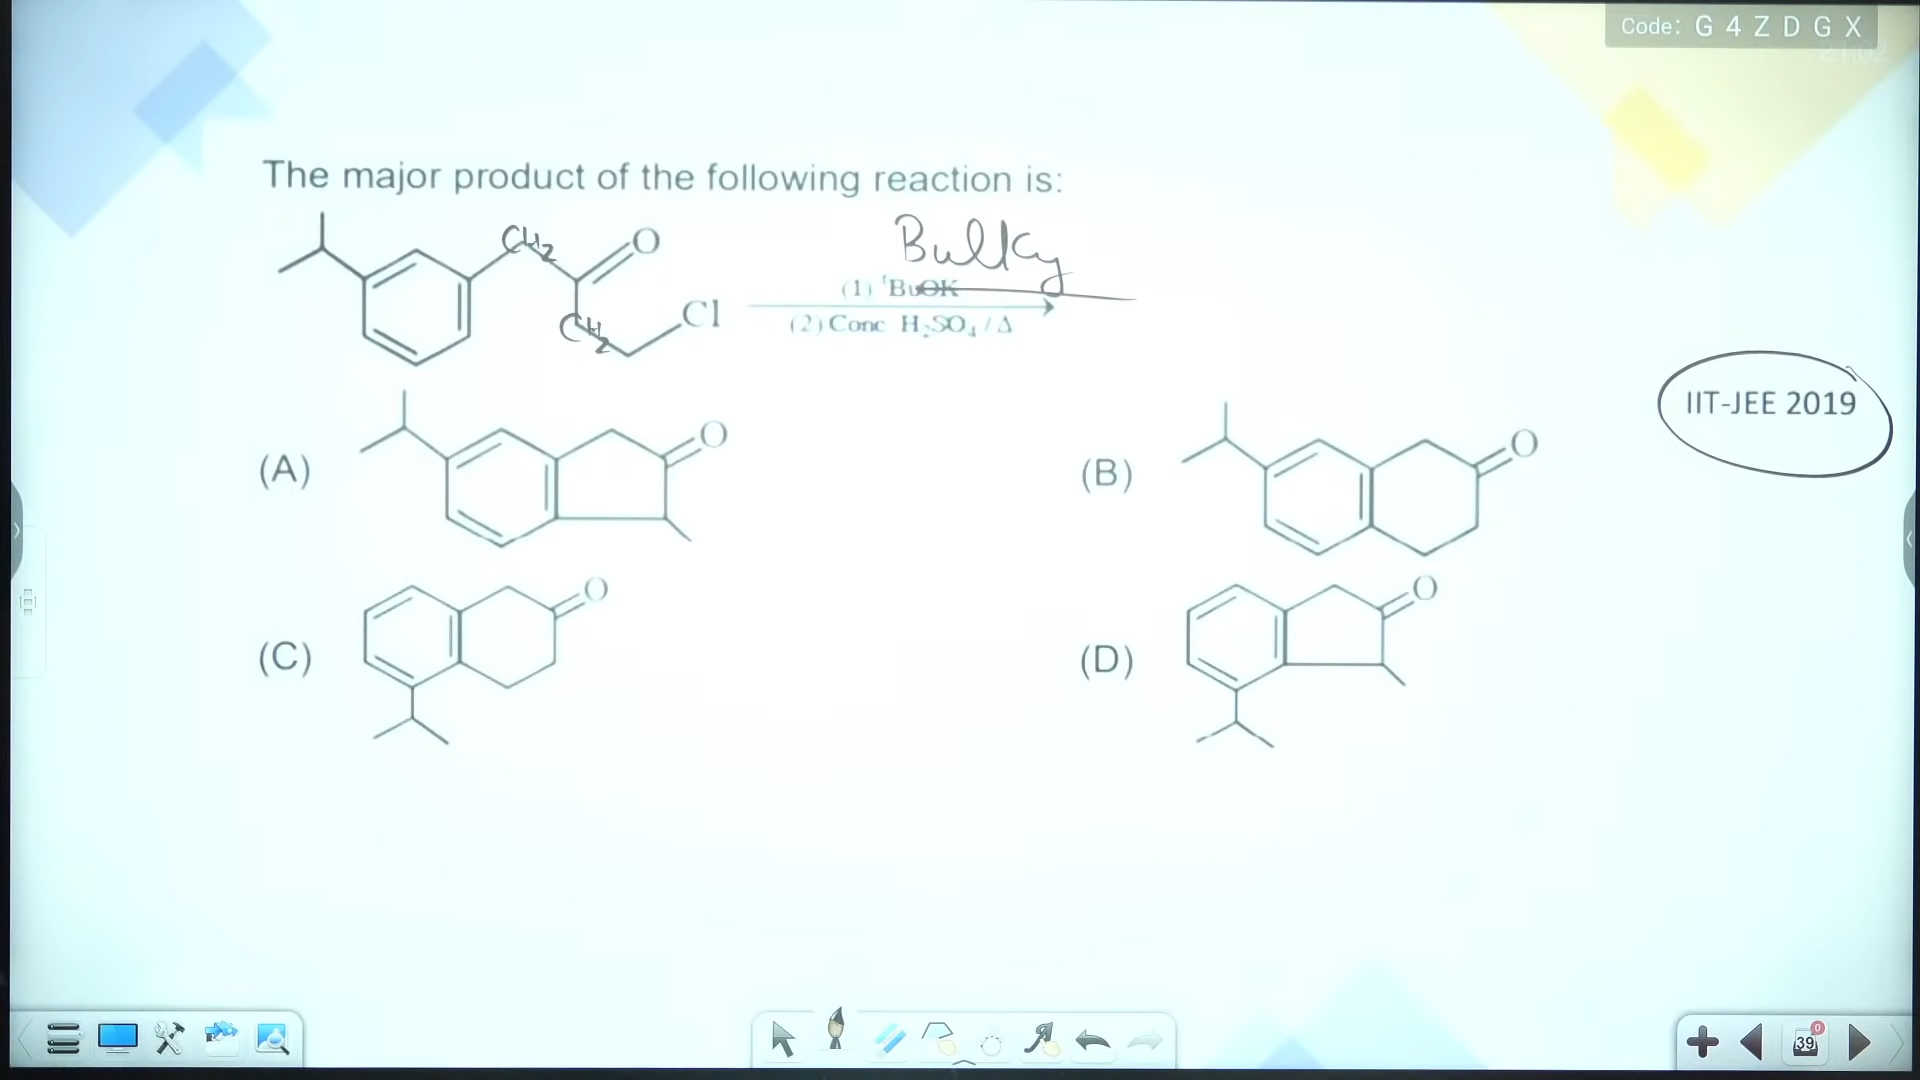 Code: G 4 Z D G X
The major product of the following reaction is:
CH2
O
Bulky
(1) tBuOK
CH2
Cl
(2) Conc H2SO4 / Δ
IIT-JEE 2019
(A)
O
(B)
O
(C)
O
(D)
O
39
0